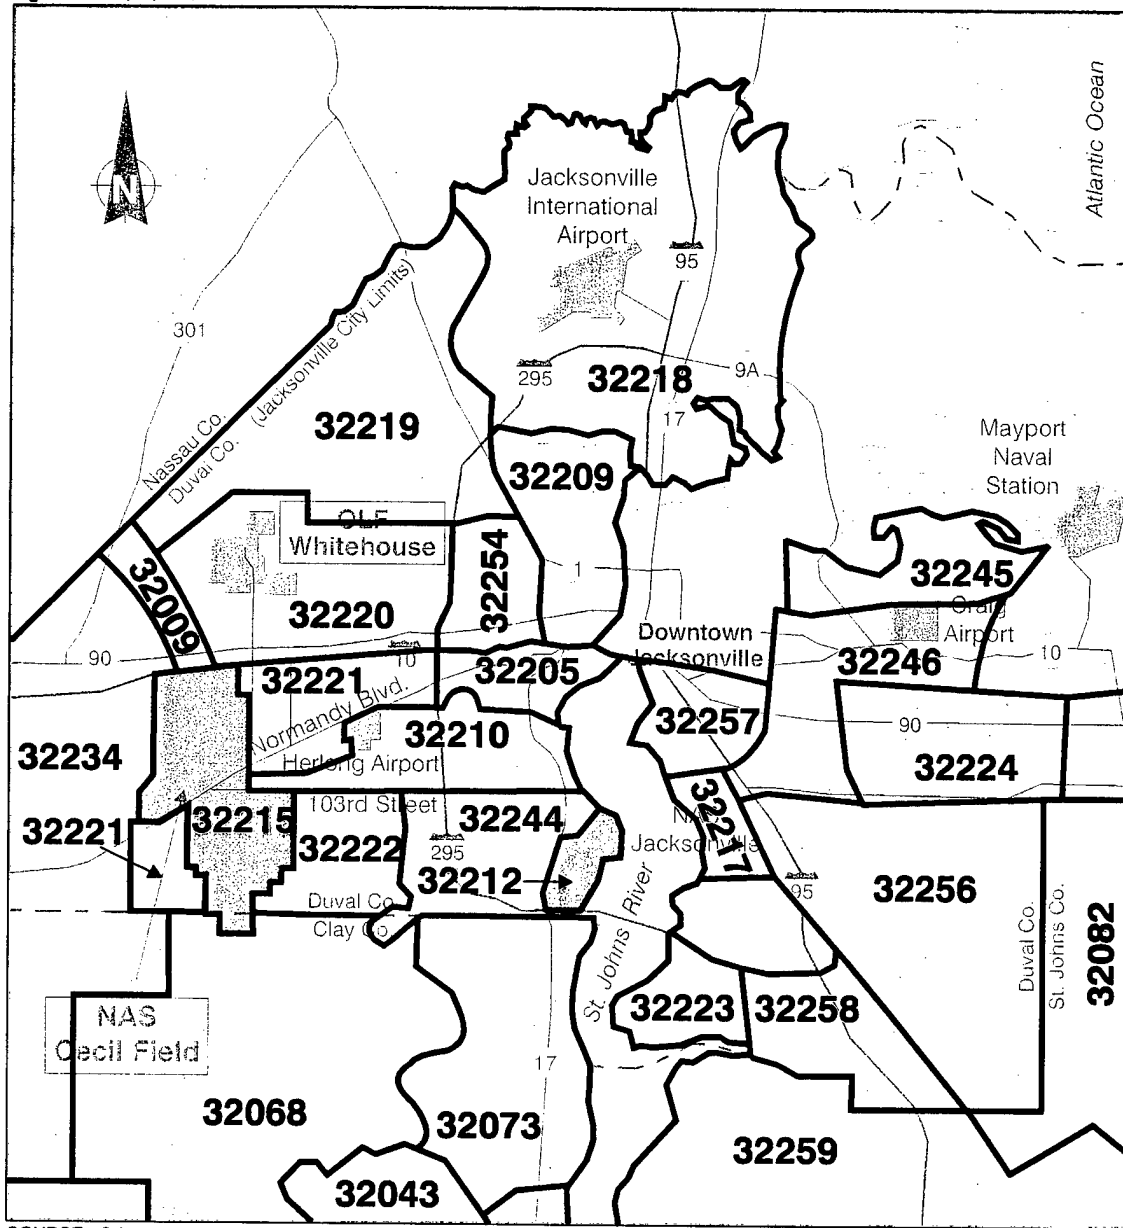 Atlantic Ocean
N
Jacksonville
International
Airport
95
301
295
32218
9A
17
(Jacksonville City Limits)
Nassau Co.
Duval Co.
32219
Mayport
Naval
Station
32209
OLF
Whitehouse
32254
32009
1
32245
Craig
Airport
32220
90
10
Downtown
Jacksonville
32246
10
32205
32221
Normandy Blvd.
32257
90
32210
32234
Herlong Airport
32224
103rd Street
32221
32215
32244
32222
295
32217
NAS
Jacksonville
32212
95
32256
Duval Co.
Clay Co.
St. Johns River
Duval Co.
St. Johns Co.
32082
32223
32258
NAS
Cecil Field
17
32068
32073
32259
32043